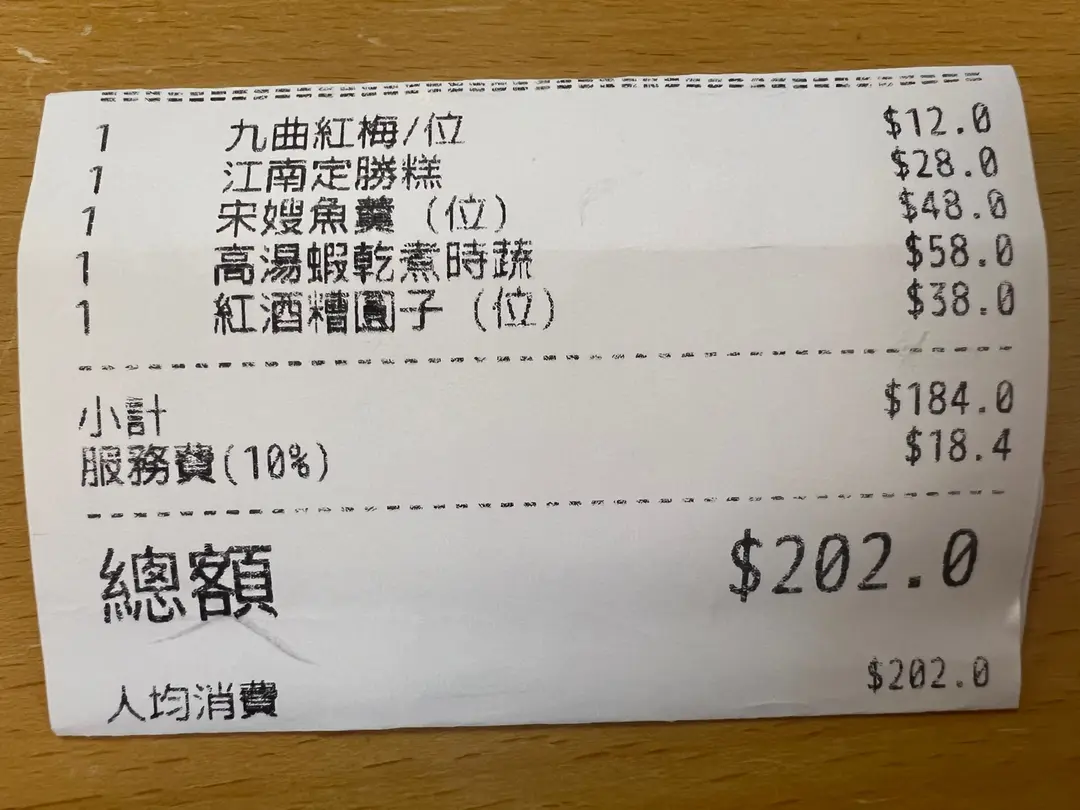 1 九曲紅梅/位 $12.0
1 江南定勝糕 $28.0
1 宋嫂魚羹 (位) $48.0
1 高湯蝦乾煮時蔬 $58.0
1 紅酒糟圓子 (位) $38.0
小計 $184.0
服務費(10%) $18.4
總額 $202.0
人均消費 $202.0